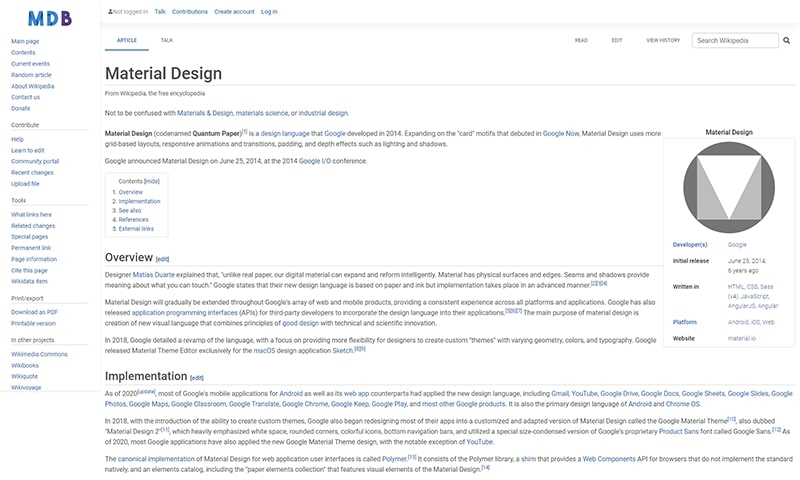 MDB
Main page
Contents
Current events
Random article
About Wikipedia
Contact us
Donate
Contribute
Help
Learn to edit
Community portal
Recent changes
Upload file
Tools
What links here
Related changes
Special pages
Permanent link
Page information
Cite this page
Wikidata item
Print/export
Download as PDF
Printable version
In other projects
Wikimedia Commons
Wikibooks
Wikiquote
Wikivoyage
Not logged in Talk Contributions Create account Log in
ARTICLE TALK READ EDIT VIEW HISTORY Search Wikipedia
Material Design
From Wikipedia, the free encyclopedia
Not to be confused with Materials & Design, materials science, or industrial design.
Material Design (codenamed Quantum Paper)[1] is a design language that Google developed in 2014. Expanding on the "card" motifs that debuted in Google Now, Material Design uses more
grid-based layouts, responsive animations and transitions, padding, and depth effects such as lighting and shadows.
Google announced Material Design on June 25, 2014, at the 2014 Google I/O conference.
Contents [Hide]
1. Overview
2. Implementation
3. See also
4. References
5. External links
Material Design
Developer(s) Google
Initial release June 25, 2014;
6 years ago
Written in HTML, CSS, Sass
(v4), JavaScript,
AngularJS, Angular
Platform Android, iOS, Web
Website material.io
Overview [edit]
Designer Matías Duarte explained that, "unlike real paper, our digital material can expand and reform intelligently. Material has physical surfaces and edges. Seams and shadows provide
meaning about what you can touch." Google states that their new design language is based on paper and ink but implementation takes place in an advanced manner.[2][3][4]
Material Design will gradually be extended throughout Google's array of web and mobile products, providing a consistent experience across all platforms and applications. Google has also
released application programming interfaces (APIs) for third-party developers to incorporate the design language into their applications.[5][6][7] The main purpose of material design is
creation of new visual language that combines principles of good design with technical and scientific innovation.
In 2018, Google detailed a revamp of the language, with a focus on providing more flexibility for designers to create custom "themes" with varying geometry, colors, and typography. Google
released Material Theme Editor exclusively for the macOS design application Sketch.[8][9]
Implementation [edit]
As of 2020[update], most of Google's mobile applications for Android as well as its web app counterparts had applied the new design language, including Gmail, YouTube, Google Drive, Google Docs, Google Sheets, Google Slides, Google
Photos, Google Maps, Google Classroom, Google Translate, Google Chrome, Google Keep, Google Play, and most other Google products. It is also the primary design language of Android and Chrome OS.
In 2018, with the introduction of the ability to create custom themes, Google also began redesigning most of their apps into a customized and adapted version of Material Design called the Google Material Theme[10], also dubbed
"Material Design 2"[11], which heavily emphasized white space, rounded corners, colorful icons, bottom navigation bars, and utilized a special size-condensed version of Google's proprietary Product Sans font called Google Sans.[12] As
of 2020, most Google applications have also applied the new Google Material Theme design, with the notable exception of YouTube.
The canonical implementation of Material Design for web application user interfaces is called Polymer.[13] It consists of the Polymer library, a shim that provides a Web Components API for browsers that do not implement the standard
natively, and an elements catalog, including the "paper elements collection" that features visual elements of the Material Design.[14]